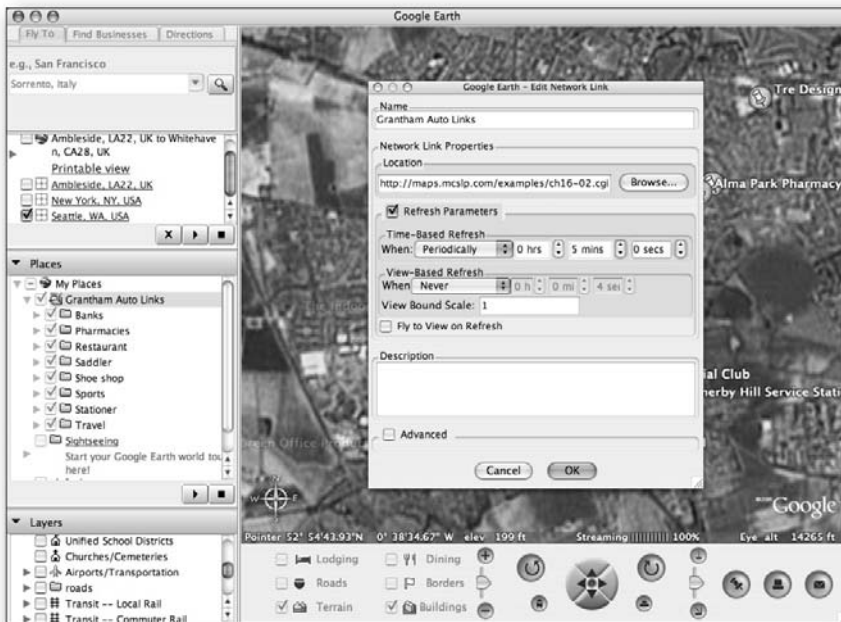 Google Earth
Fly To
Find Businesses
Directions
e.g., San Francisco
Sorrento, Italy
Ambleside, LA22, UK to Whitehave
n, CA28, UK
Printable view
Ambleside, LA22, UK
New York, NY, USA
Seattle, WA, USA
Places
My Places
Grantham Auto Links
Banks
Pharmacies
Restaurant
Saddler
Shoe shop
Sports
Stationer
Travel
Sightseeing
Start your Google Earth world tou
here!
Layers
Unified School Districts
Churches/Cemeteries
Airports/Transportation
roads
Transit -- Local Rail
Transit -- Commuter Rail
Google Earth - Edit Network Link
Name
Grantham Auto Links
Network Link Properties
Location
http://maps.mcslp.com/examples/ch16-02.cgi
Browse...
Refresh Parameters
Time-Based Refresh
When: Periodically 0 hrs 5 mins 0 secs
View-Based Refresh
When Never 0 h 0 mi 4 sec
View Bound Scale: 1
Fly to View on Refresh
Description
Advanced
Cancel
OK
Tre Design
Alma Park Pharmacy
ial Club
nerby Hill Service Stati
Green Office
N
W
E
Google
Pointer 52° 54'43.93"N 0° 38'34.67" W elev 199 ft Streaming 100% Eye alt 14265 ft
Lodging
Dining
Roads
Borders
Terrain
Buildings